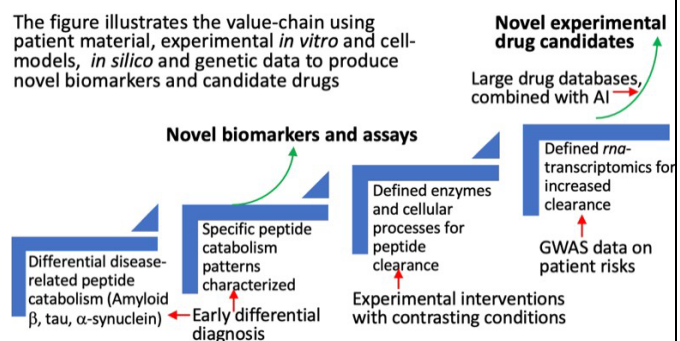 The figure illustrates the value-chain using
patient material, experimental in vitro and cell-
models, in silico and genetic data to produce
novel biomarkers and candidate drugs
Novel experimental
drug candidates
Large drug databases,
combined with AI
Novel biomarkers and assays
Differential disease-
related peptide
catabolism (Amyloid
β, tau, α-synuclein)
Specific peptide
catabolism
patterns
characterized
Early differential
diagnosis
Defined enzymes
and cellular
processes for
peptide
clearance
Experimental interventions
with contrasting conditions
Defined rna-
transcriptomics for
increased
clearance
GWAS data on
patient risks